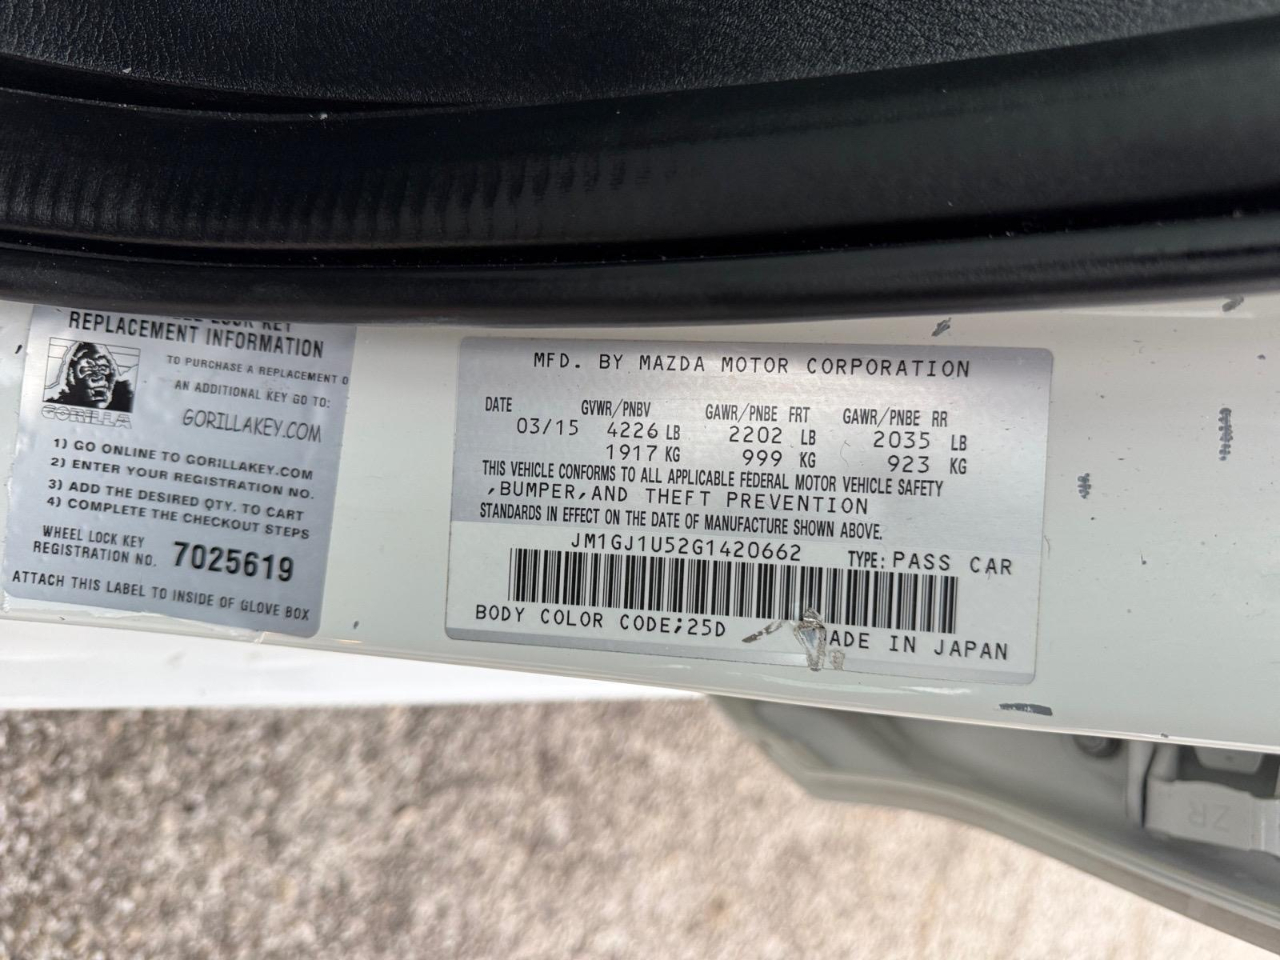 REPLACEMENT INFORMATION
TO PURCHASE A REPLACEMENT O
AN ADDITIONAL KEY GO TO:
GORILLA
GORILLAKEY.COM
1) GO ONLINE TO GORILLAKEY.COM
2) ENTER YOUR REGISTRATION NO.
3) ADD THE DESIRED QTY. TO CART
4) COMPLETE THE CHECKOUT STEPS
WHEEL LOCK KEY
REGISTRATION NO. 7025619
ATTACH THIS LABEL TO INSIDE OF GLOVE BOX
MFD. BY MAZDA MOTOR CORPORATION
DATE GVWR/PNBV GAWR/PNBE FRT GAWR/PNBE RR
03/15 4226 LB 2202 LB 2035 LB
1917 KG 999 KG 923 KG
THIS VEHICLE CONFORMS TO ALL APPLICABLE FEDERAL MOTOR VEHICLE SAFETY
,BUMPER,AND THEFT PREVENTION
STANDARDS IN EFFECT ON THE DATE OF MANUFACTURE SHOWN ABOVE.
JM1GJ1U52G1420662 TYPE: PASS CAR
BODY COLOR CODE;25D ADE IN JAPAN
ZR